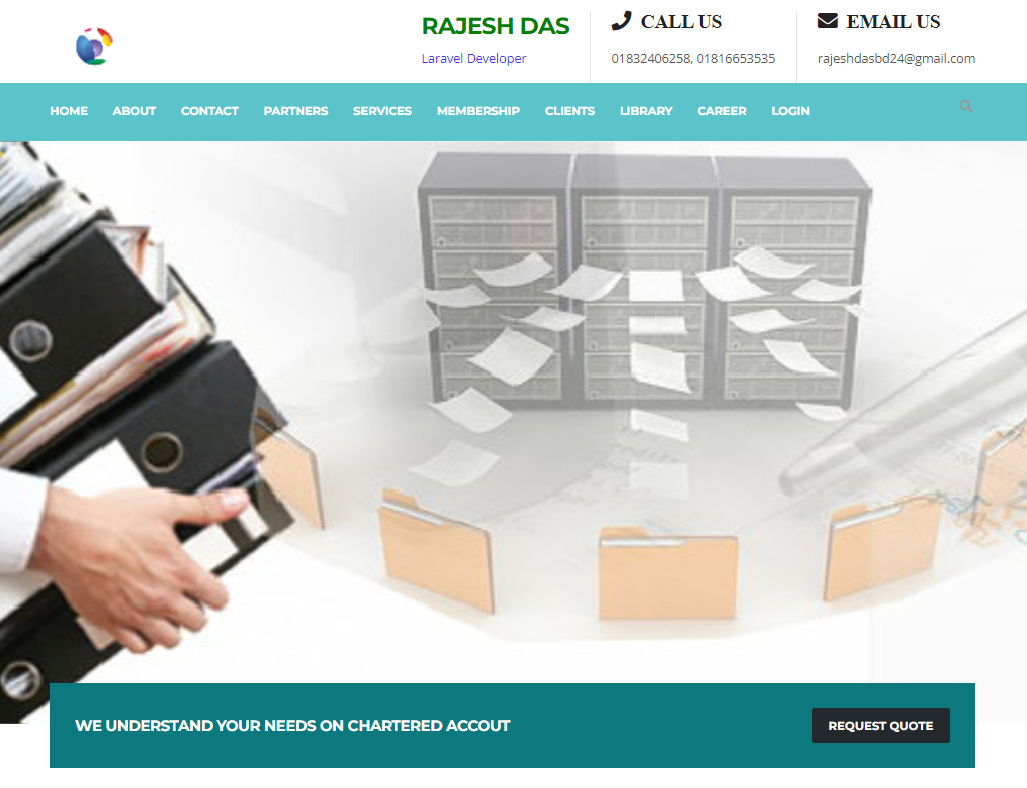 RAJESH DAS
Laravel Developer
CALL US
01832406258, 01816653535
EMAIL US
rajeshdasbd24@gmail.com
HOME ABOUT CONTACT PARTNERS SERVICES MEMBERSHIP CLIENTS LIBRARY CAREER LOGIN
WE UNDERSTAND YOUR NEEDS ON CHARTERED ACCOUT
REQUEST QUOTE